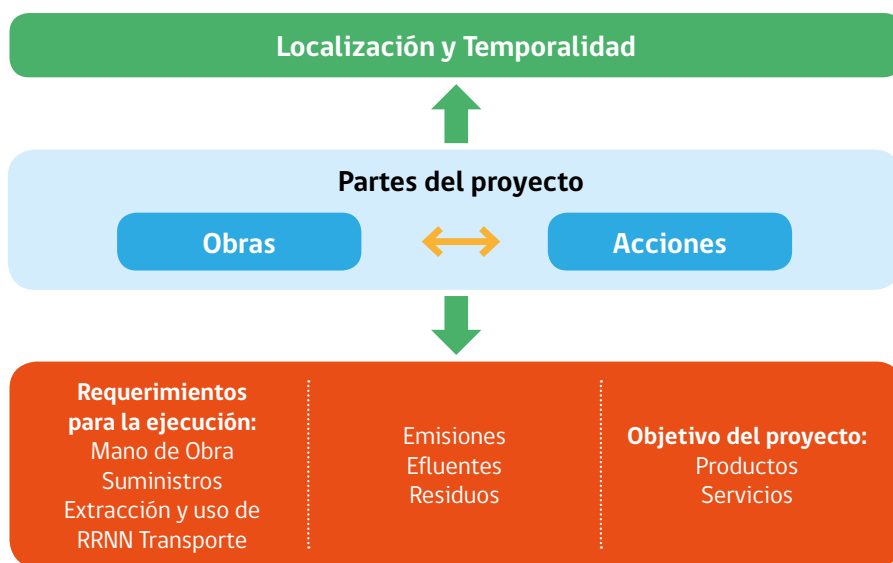 Localización y Temporalidad
Partes del proyecto
Obras
Acciones
Requerimientos
para la ejecución:
Mano de Obra
Suministros
Extracción y uso de
RRNN Transporte
Emisiones
Efluentes
Residuos
Objetivo del proyecto:
Productos
Servicios